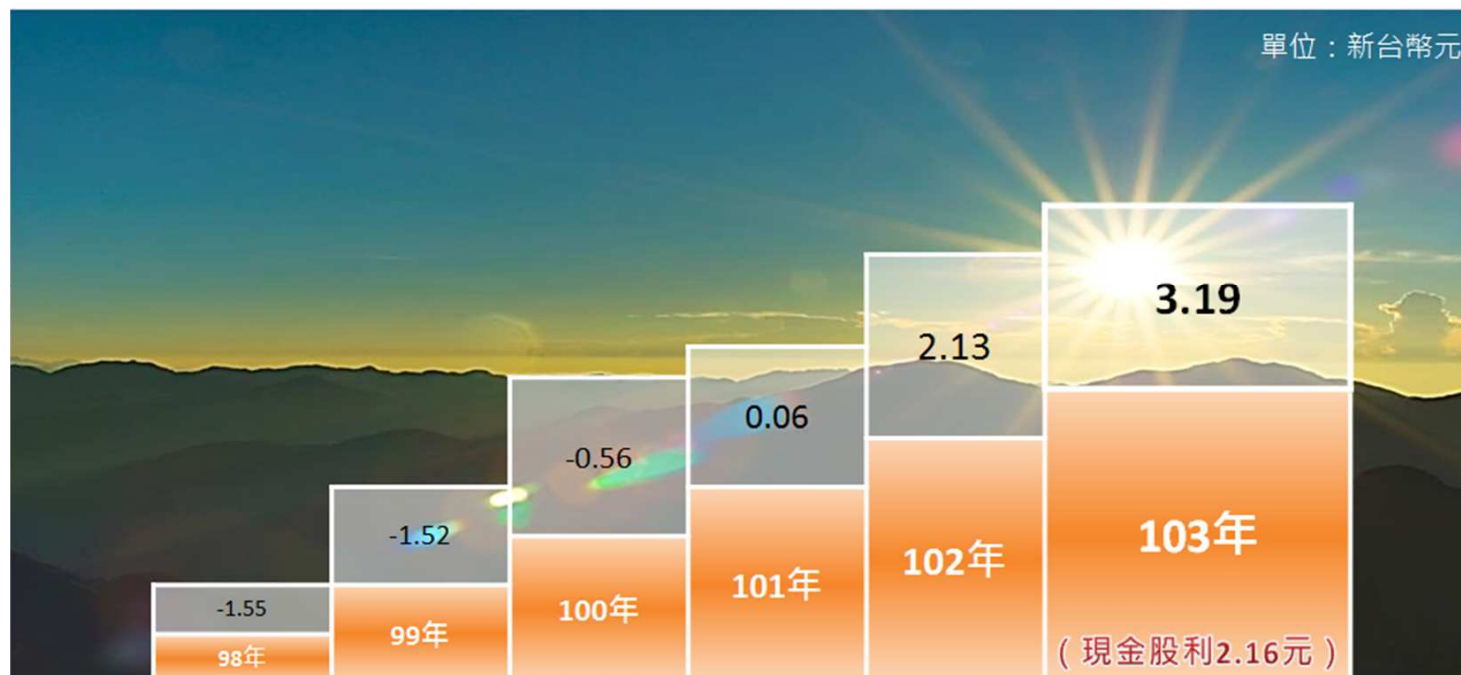 單位：新台幣元
-1.55
98年
-1.52
99年
-0.56
100年
0.06
101年
2.13
102年
3.19
103年
（現金股利2.16元）